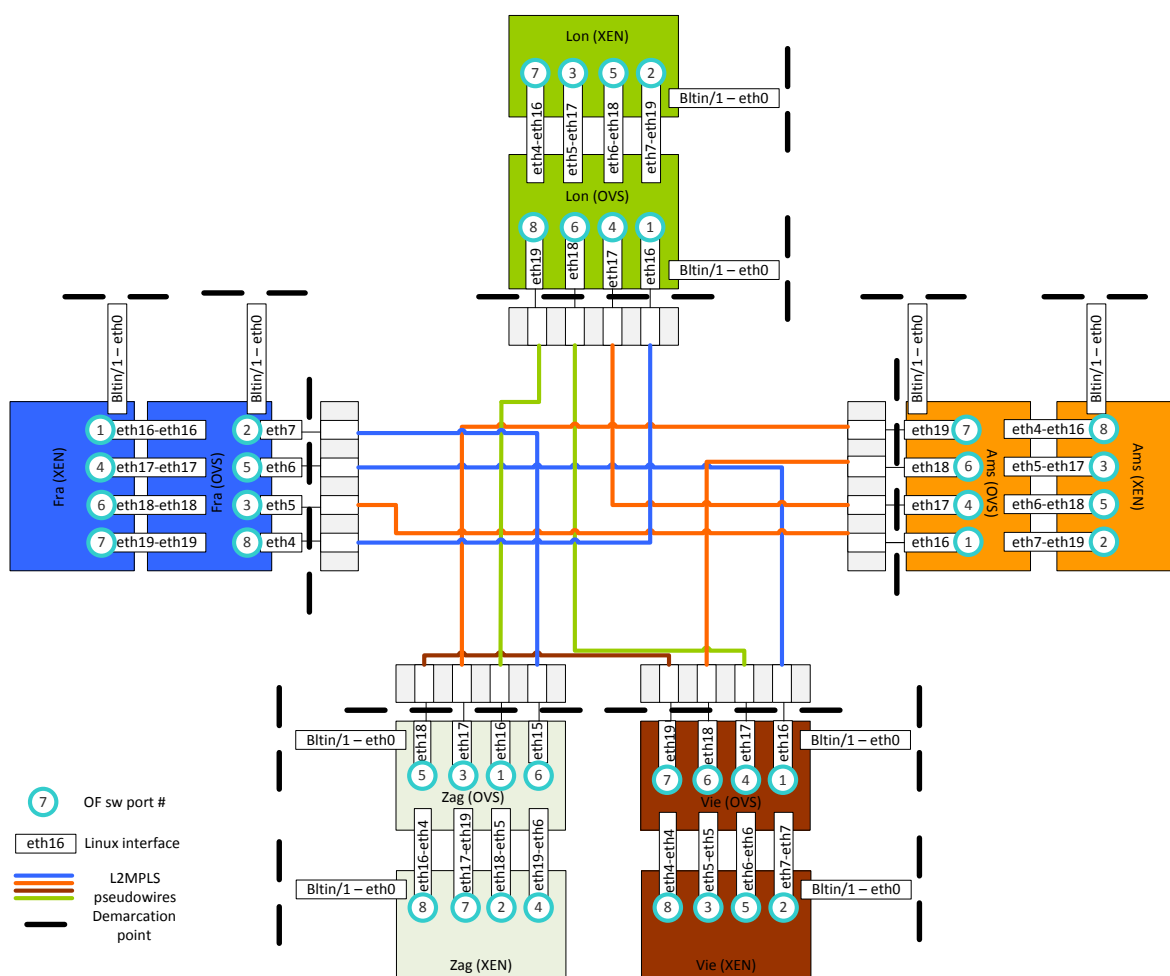 Lon (XEN)
7 3 5 2
Bltin/1 – eth0
eth4-eth16
eth5-eth17
eth6-eth18
eth7-eth19
Lon (OVS)
8 6 4 1
eth19
eth18
eth17
eth16
Bltin/1 – eth0
Bltin/1 – eth0
Bltin/1 – eth0
Fra (XEN)
Fra (OVS)
1 eth16-eth16 2 eth7
4 eth17-eth17 5 eth6
6 eth18-eth18 3 eth5
7 eth19-eth19 8 eth4
Bltin/1 – eth0
Bltin/1 – eth0
eth19 7 eth4-eth16 8
eth18 6 eth5-eth17 3
eth17 4 eth6-eth18 5
eth16 1 eth7-eth19 2
Ams (OVS)
Ams (XEN)
Bltin/1 – eth0
eth18
eth17
eth16
eth15
5 3 1 6
Zag (OVS)
eth16-eth4
eth17-eth19
eth18-eth5
eth19-eth6
Bltin/1 – eth0
8 7 2 4
Zag (XEN)
eth19
eth18
eth17
eth16
Bltin/1 – eth0
7 6 4 1
Vie (OVS)
eth4-eth4
eth5-eth5
eth6-eth6
eth7-eth7
Bltin/1 – eth0
8 3 5 2
Vie (XEN)
7 OF sw port #
eth16 Linux interface
L2MPLS
pseudowires
Demarcation
point